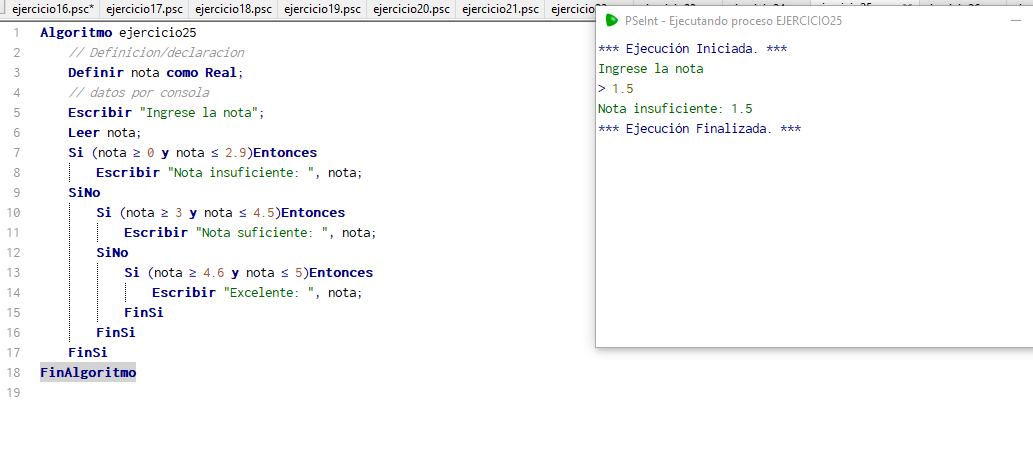 ejercicio16.psc* ejercicio17.psc ejercicio18.psc ejercicio19.psc ejercicio20.psc ejercicio21.psc
1 Algoritmo ejercicio25
2 // Definicion/declaracion
3 Definir nota como Real;
4 // datos por consola
5 Escribir "Ingrese la nota";
6 Leer nota;
7 Si (nota ≥ 0 y nota ≤ 2.9)Entonces
8 Escribir "Nota insuficiente: ", nota;
9 SiNo
10 Si (nota ≥ 3 y nota ≤ 4.5)Entonces
11 Escribir "Nota suficiente: ", nota;
12 SiNo
13 Si (nota ≥ 4.6 y nota ≤ 5)Entonces
14 Escribir "Excelente: ", nota;
15 FinSi
16 FinSi
17 FinSi
18 FinAlgoritmo
19
PSeInt - Ejecutando proceso EJERCICIO25
*** Ejecución Iniciada. ***
Ingrese la nota
> 1.5
Nota insuficiente: 1.5
*** Ejecución Finalizada. ***